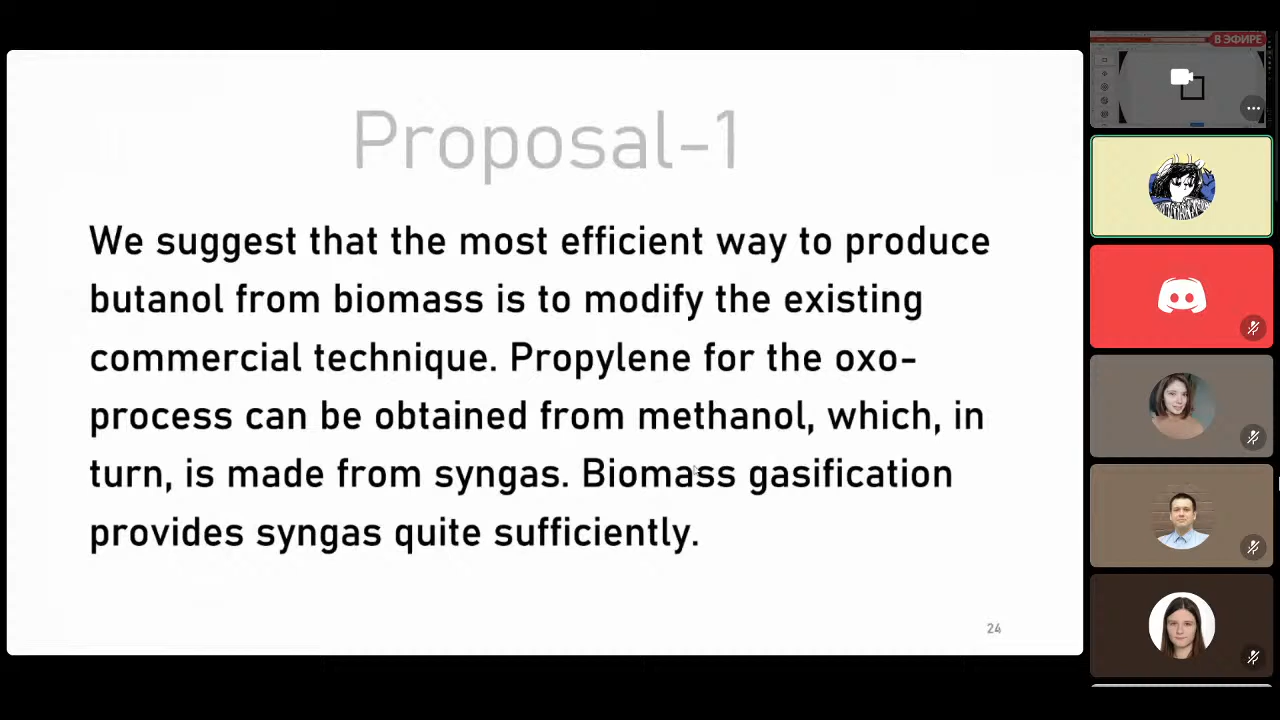 Proposal-1
We suggest that the most efficient way to produce
butanol from biomass is to modify the existing
commercial technique. Propylene for the oxo-
process can be obtained from methanol, which, in
turn, is made from syngas. Biomass gasification
provides syngas quite sufficiently.
24
В ЭФИРЕ